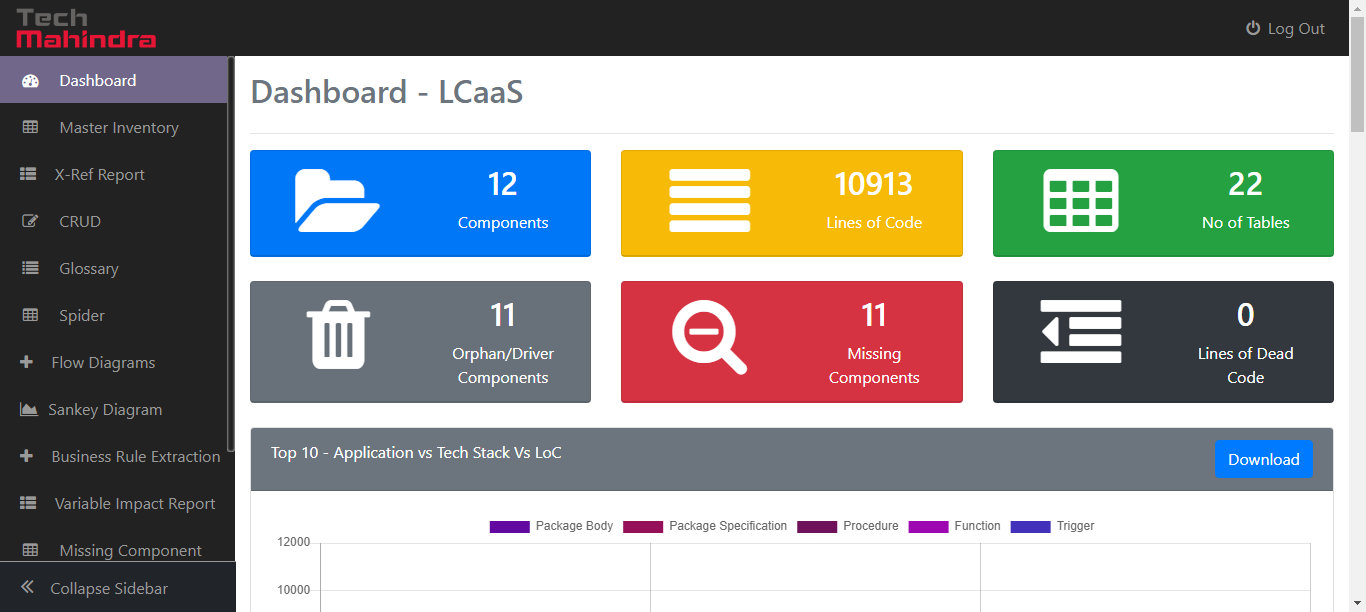 Tech
Mahindra
Log Out
Dashboard
Master Inventory
X-Ref Report
CRUD
Glossary
Spider
Flow Diagrams
Sankey Diagram
Business Rule Extraction
Variable Impact Report
Missing Component
Collapse Sidebar
Dashboard - LCaaS
12
Components
10913
Lines of Code
22
No of Tables
11
Orphan/Driver
Components
11
Missing
Components
0
Lines of Dead
Code
Top 10 - Application vs Tech Stack Vs LoC
Download
Package Body Package Specification Procedure Function Trigger
12000
10000